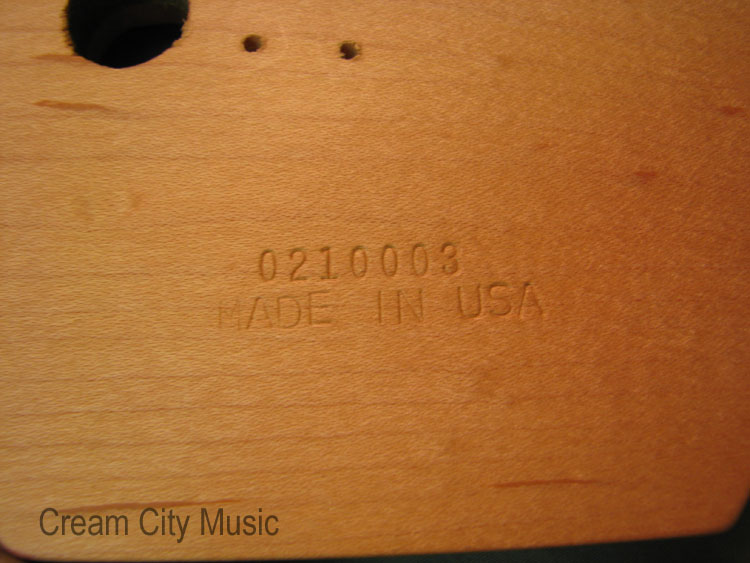 0210003
MADE IN USA
Cream City Music